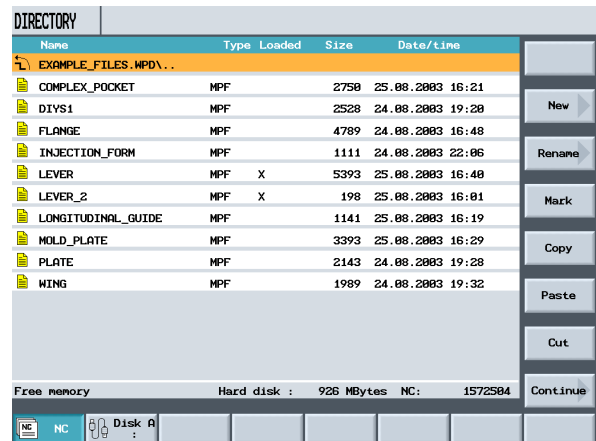 DIRECTORY
Name Type Loaded Size Date/time
EXAMPLE_FILES.WPD\..
COMPLEX_POCKET MPF 2750 25.08.2003 16:21
DIYS1 MPF 2528 24.08.2003 19:20
FLANGE MPF 4789 24.08.2003 16:48
INJECTION_FORM MPF 1111 24.08.2003 22:06
LEVER MPF X 5393 25.08.2003 16:40
LEVER_2 MPF X 198 25.08.2003 16:01
LONGITUDINAL_GUIDE MPF 1141 25.08.2003 16:19
MOLD_PLATE MPF 3393 25.08.2003 16:29
PLATE MPF 2143 24.08.2003 19:28
WING MPF 1989 24.08.2003 19:32
Free memory Hard disk : 926 MBytes NC: 1572504
New
Rename
Mark
Copy
Paste
Cut
Continue
NC NC
Disk A
: